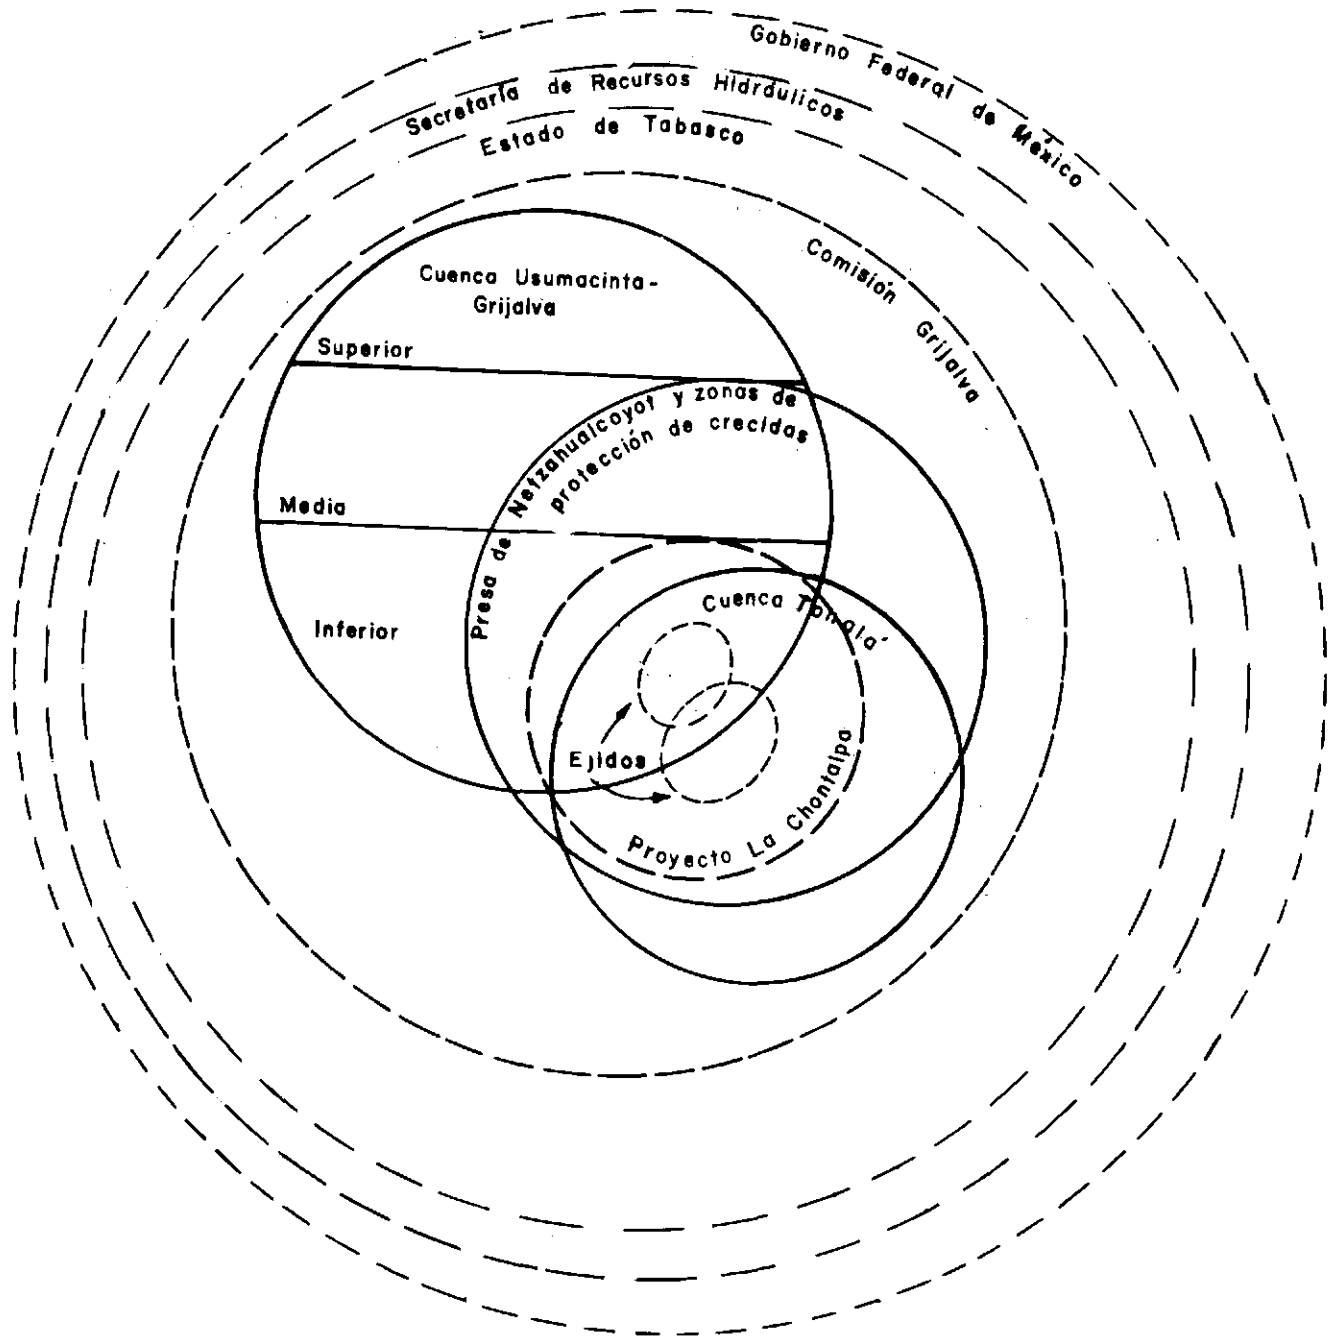 Gobierno Federal de México
Secretaría de Recursos Hidráulicos
Estado de Tabasco
Comisión Grijalva
Cuenca Usumacinta-
Grijalva
Superior
Presa de Netzahualcoyot y zonas de
protección de crecidas
Media
Inferior
Cuenca Tonalá
Ejidos
Proyecto La Chontalpa